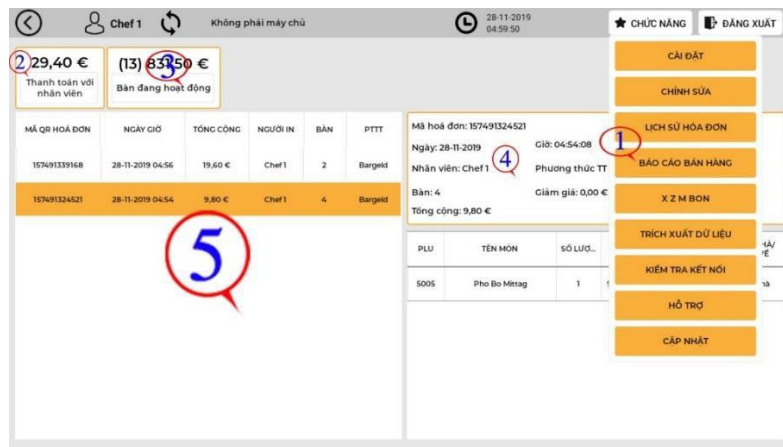 Chef 1
Không phải máy chủ
28-11-2019
04:59:50
CHỨC NĂNG
ĐĂNG XUẤT
2
29,40 €
Thanh toán với
nhân viên
(13) 831,50 €
3
Bàn đang hoạt động
MÃ QR HOÁ ĐƠN NGÀY GIỜ TỔNG CỘNG NGƯỜI IN BÀN PTTT
157491339168 28-11-2019 04:56 19,60 € Chef 1 2 Bargeld
157491324521 28-11-2019 04:54 9,80 € Chef 1 4 Bargeld
5
Mã hoá đơn: 157491324521
Ngày: 28-11-2019 Giờ: 04:54:08
Nhân viên: Chef 1 4 Phương thức TT
Bàn: 4 Giảm giá: 0,00 €
Tổng cộng: 9,80 €
PLU TÊN MÓN SỐ LƯỢ...
5005 Pho Bo Mittag 1
CÀI ĐẶT
CHỈNH SỬA
LỊCH SỬ HÓA ĐƠN
1
BÁO CÁO BÁN HÀNG
X Z M BON
TRÍCH XUẤT DỮ LIỆU
KIỂM TRA KẾT NỐI
HỖ TRỢ
CẬP NHẬT